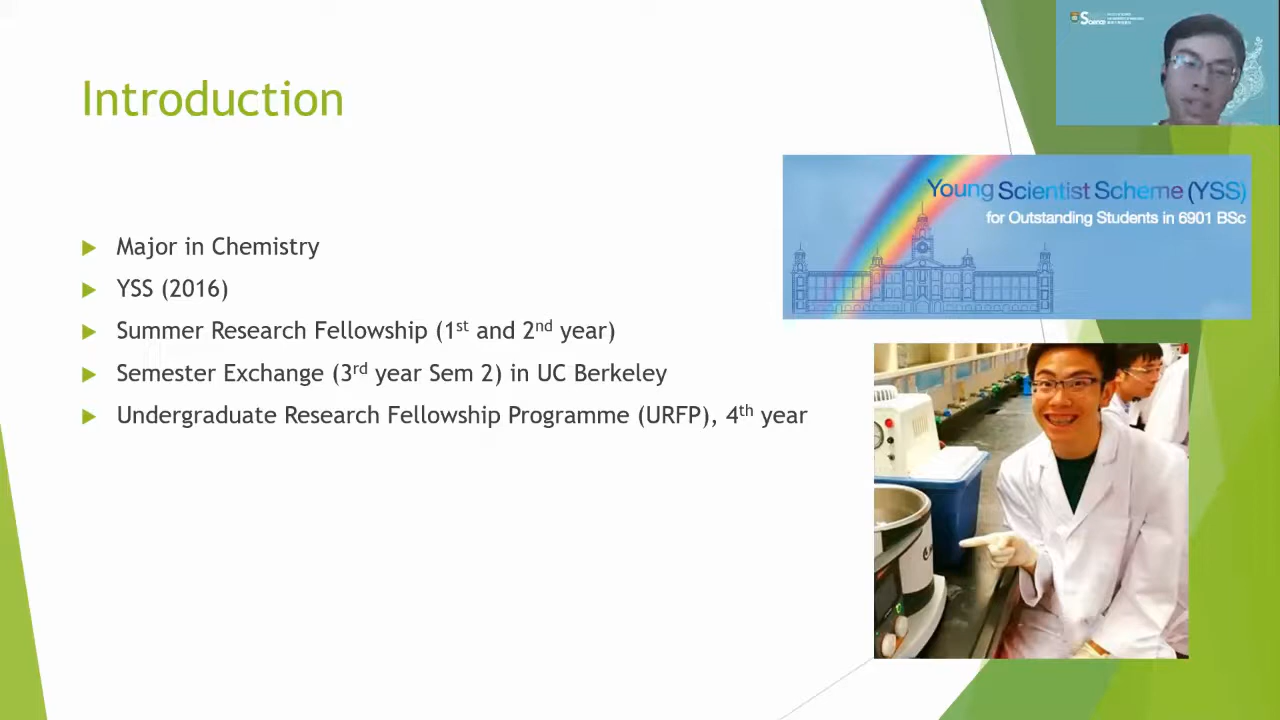 Introduction
Major in Chemistry
YSS (2016)
Summer Research Fellowship (1st and 2nd year)
Semester Exchange (3rd year Sem 2) in UC Berkeley
Undergraduate Research Fellowship Programme (URFP), 4th year
Science
Young Scientist Scheme (YSS)
for Outstanding Students in 6901 BSc